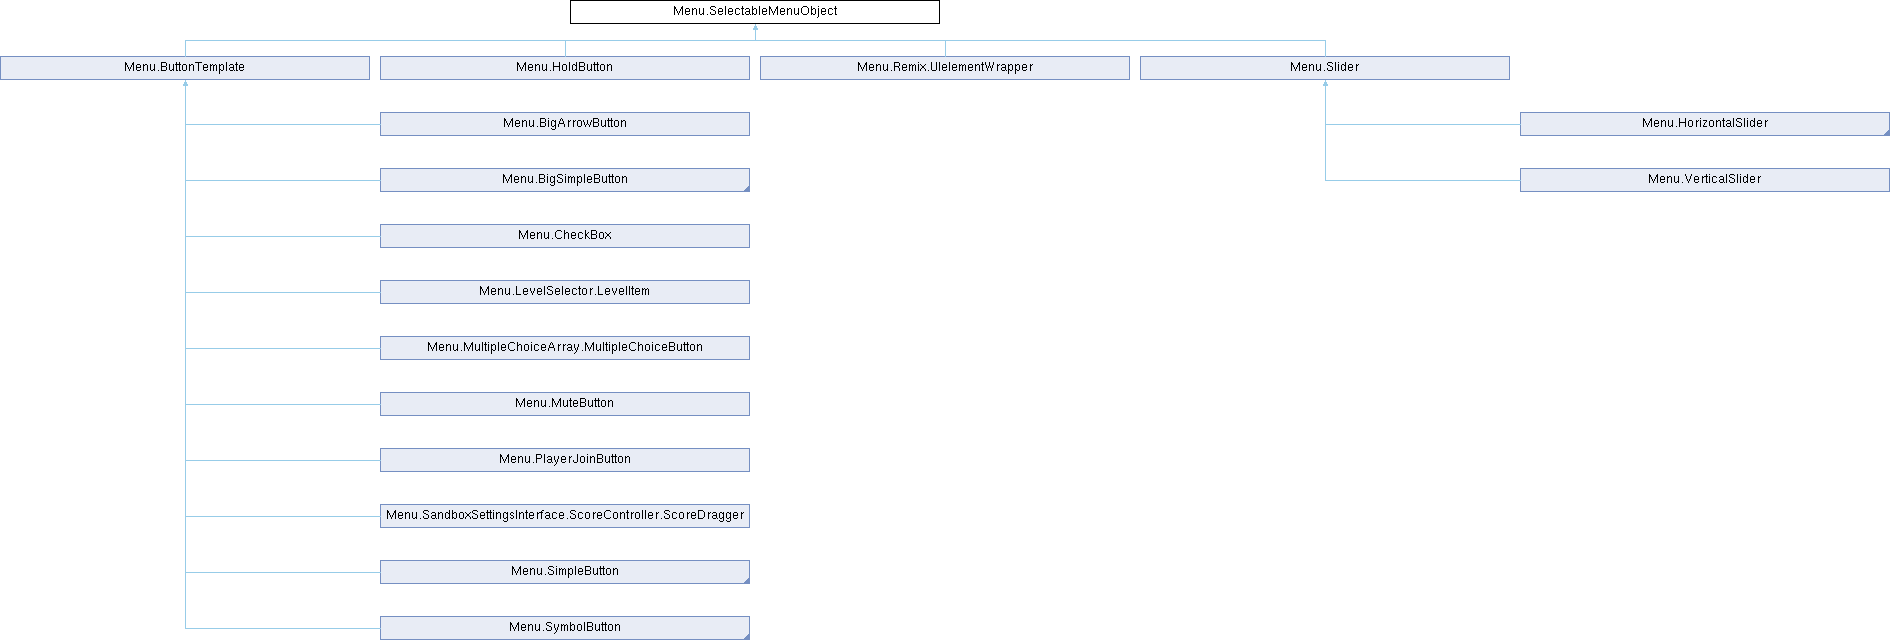 Menu.SelectableMenuObject
Menu.ButtonTemplate
Menu.HoldButton
Menu.Remix.UIelementWrapper
Menu.Slider
Menu.BigArrowButton
Menu.HorizontalSlider
Menu.BigSimpleButton
Menu.VerticalSlider
Menu.CheckBox
Menu.LevelSelector.LevelItem
Menu.MultipleChoiceArray.MultipleChoiceButton
Menu.MuteButton
Menu.PlayerJoinButton
Menu.SandboxSettingsInterface.ScoreController.ScoreDragger
Menu.SimpleButton
Menu.SymbolButton